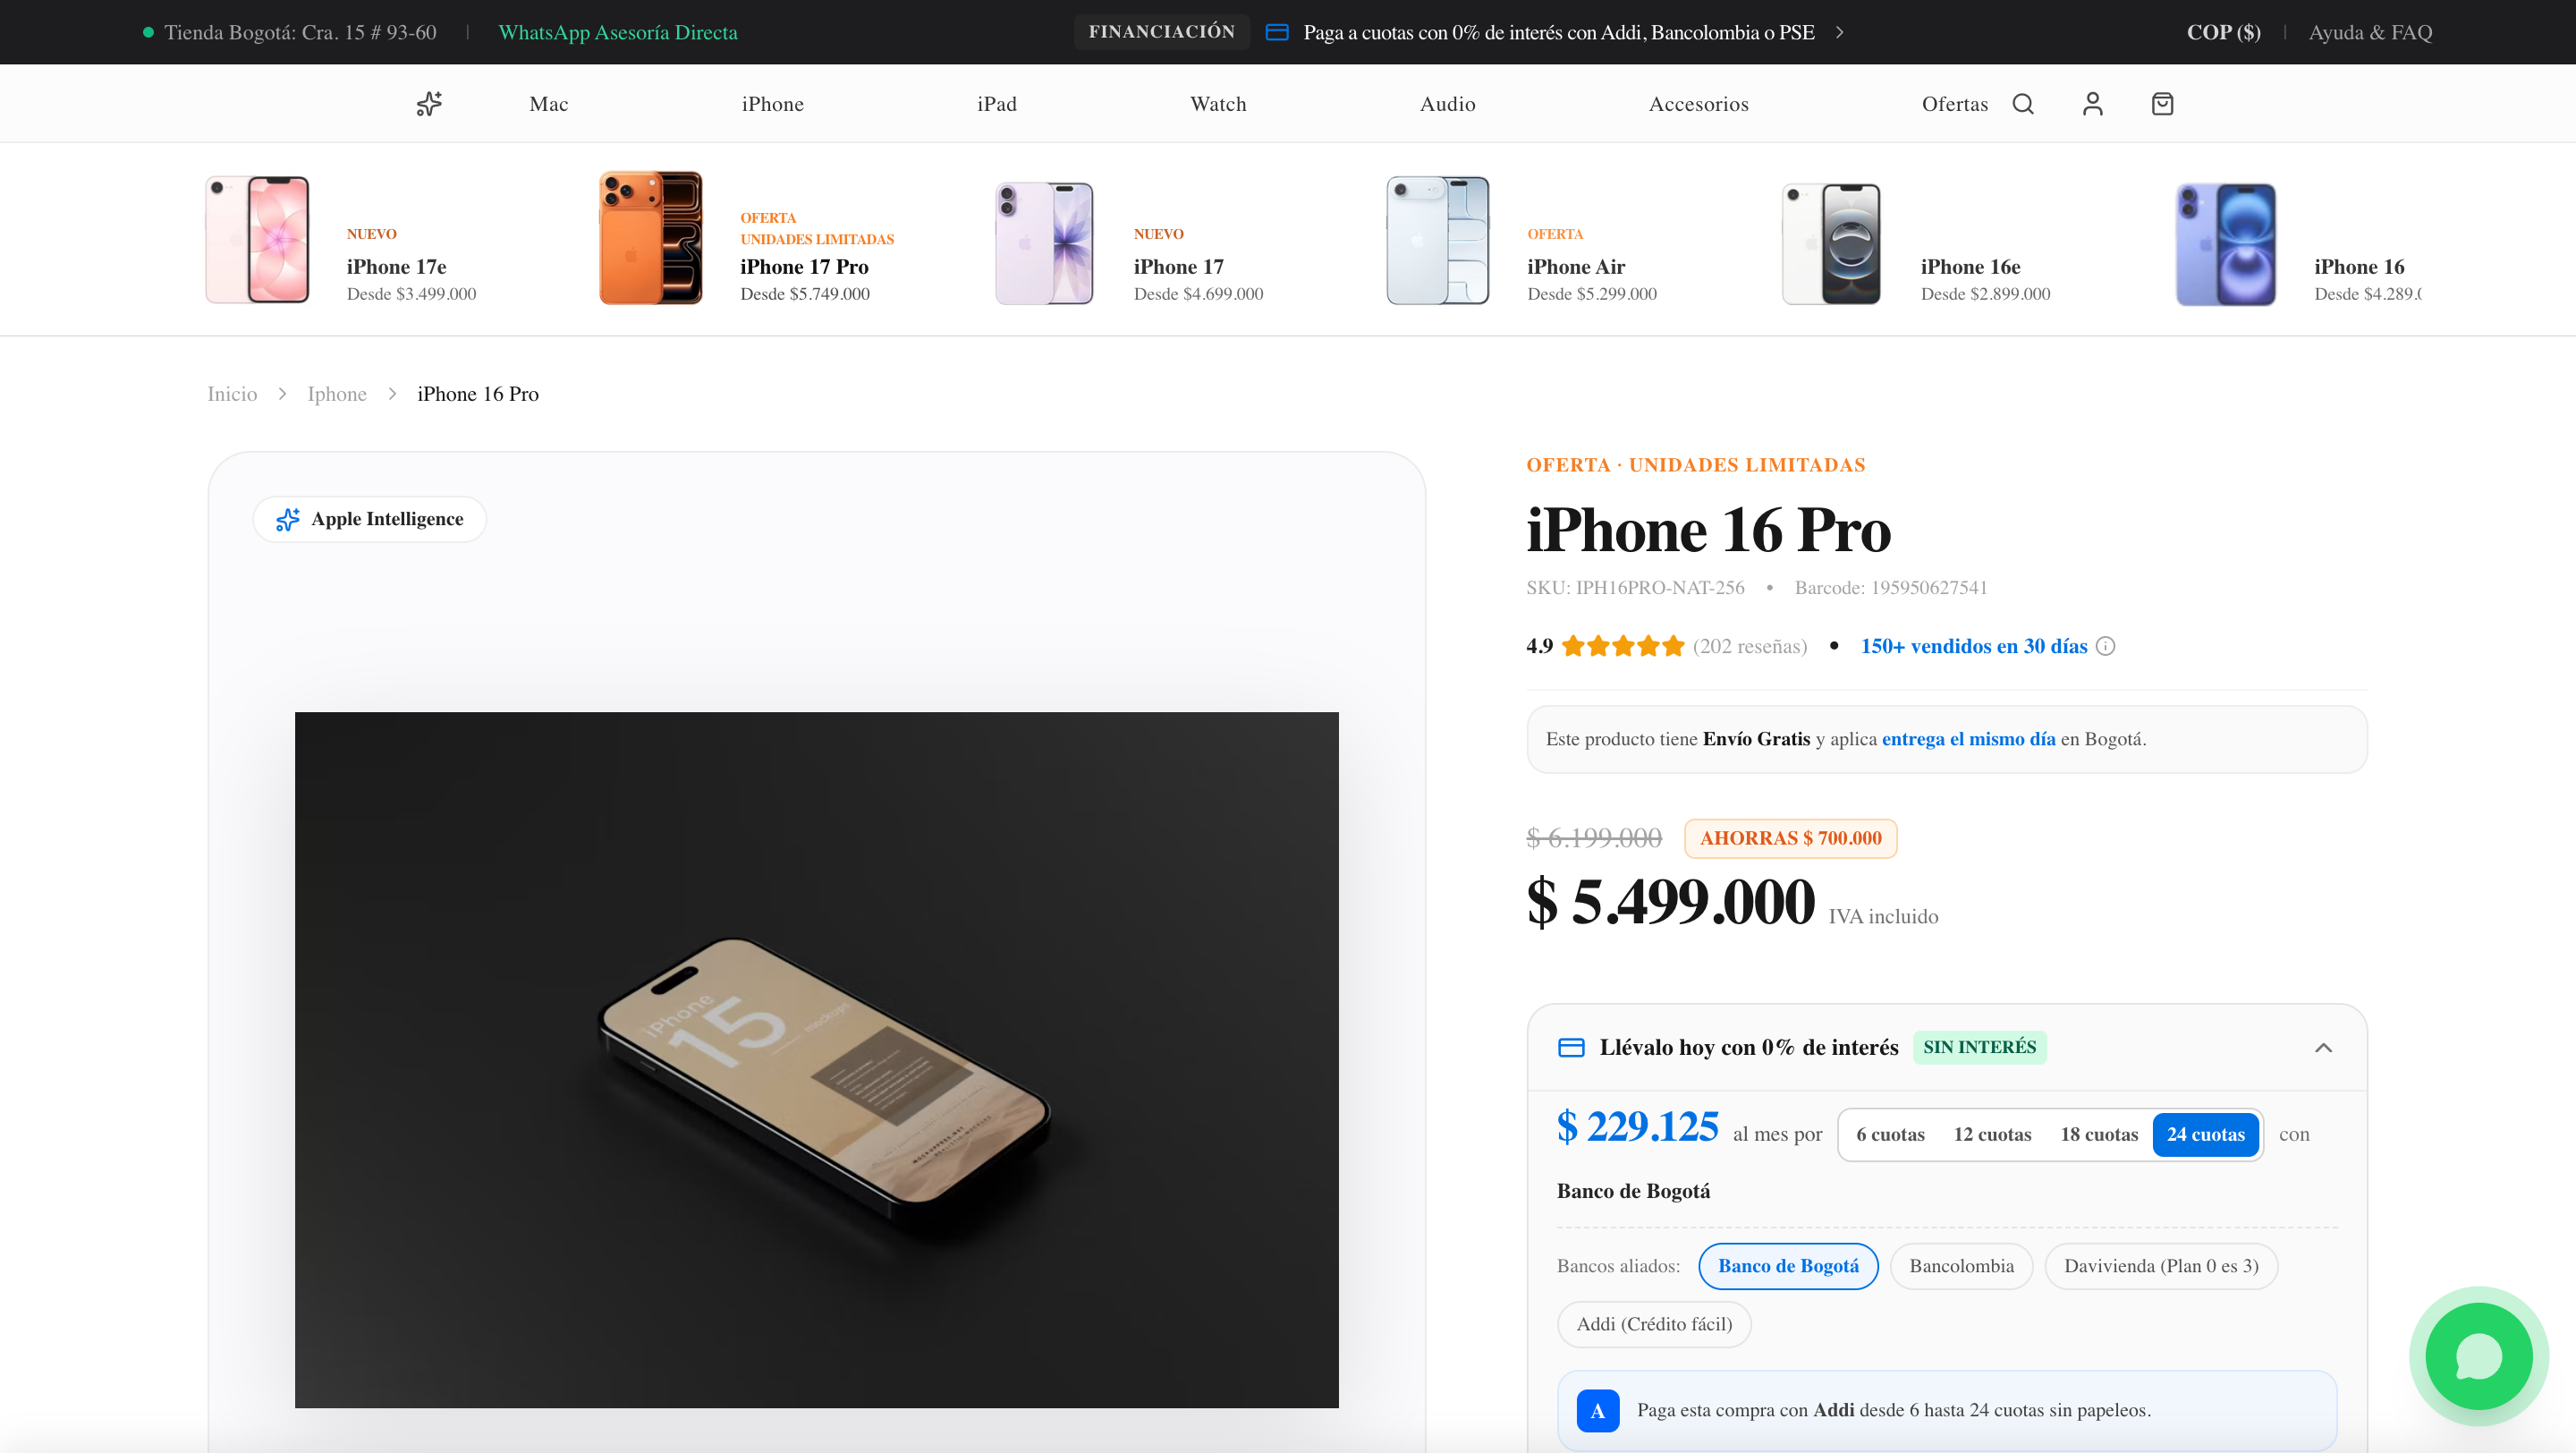 Tienda Bogotá: Cra. 15 # 93-60 | WhatsApp Asesoría Directa
FINANCIACIÓN Paga a cuotas con 0% de interés con Addi, Bancolombia o PSE
COP ($) | Ayuda & FAQ
Mac iPhone iPad Watch Audio Accesorios Ofertas
NUEVO
iPhone 17e
Desde $3.499.000
OFERTA
UNIDADES LIMITADAS
iPhone 17 Pro
Desde $5.749.000
NUEVO
iPhone 17
Desde $4.699.000
OFERTA
iPhone Air
Desde $5.299.000
iPhone 16e
Desde $2.899.000
iPhone 16
Desde $4.289.0
Inicio > Iphone > iPhone 16 Pro
Apple Intelligence
iPhone
15
mockups
OFERTA · UNIDADES LIMITADAS
iPhone 16 Pro
SKU: IPH16PRO-NAT-256 • Barcode: 195950627541
4.9 (202 reseñas) • 150+ vendidos en 30 días
Este producto tiene Envío Gratis y aplica entrega el mismo día en Bogotá.
$ 6.199.000 AHORRAS $ 700.000
$ 5.499.000 IVA incluido
Llévalo hoy con 0% de interés SIN INTERÉS
$ 229.125 al mes por 6 cuotas 12 cuotas 18 cuotas 24 cuotas con
Banco de Bogotá
Bancos aliados: Banco de Bogotá Bancolombia Davivienda (Plan 0 es 3)
Addi (Crédito fácil)
A Paga esta compra con Addi desde 6 hasta 24 cuotas sin papeleos.